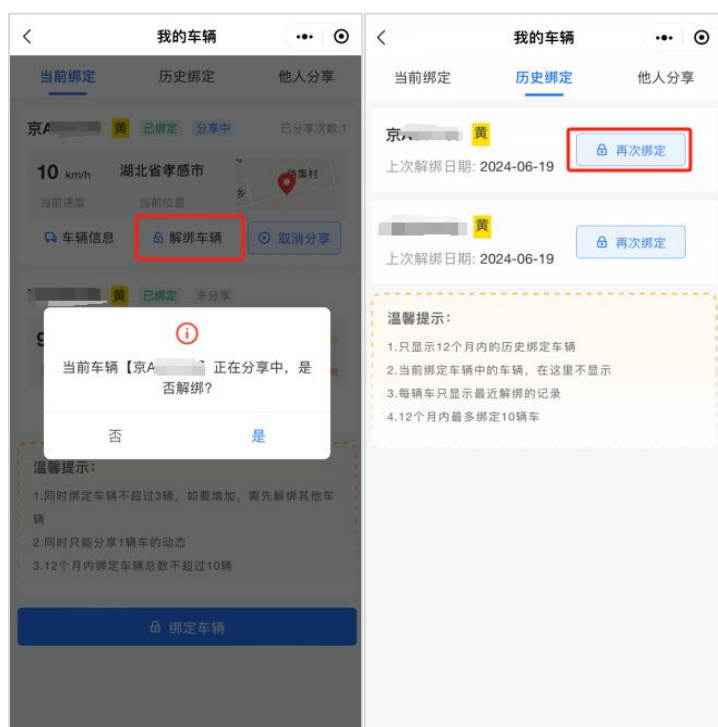 我的车辆
当前绑定
历史绑定
他人分享
京A
黄
已绑定
分享中
已分享次数:1
10 km/h
湖北省孝感市
当前速度
当前位置
乡
集村
车辆信息
解绑车辆
取消分享
黄
已绑定
未分享
当前车辆【京A 】正在分享中，是
否解绑?
否
是
温馨提示：
1.同时绑定车辆不超过3辆，如要增加，需先解绑其他车
辆
2.同时只能分享1辆车的动态
3.12个月内绑定车辆总数不超过10辆
绑定车辆
我的车辆
当前绑定
历史绑定
他人分享
黄
上次解绑日期: 2024-06-19
再次绑定
黄
上次解绑日期: 2024-06-19
再次绑定
温馨提示：
1.只显示12个月内的历史绑定车辆
2.当前绑定车辆中的车辆，在这里不显示
3.每辆车只显示最近解绑的记录
4.12个月内最多绑定10辆车